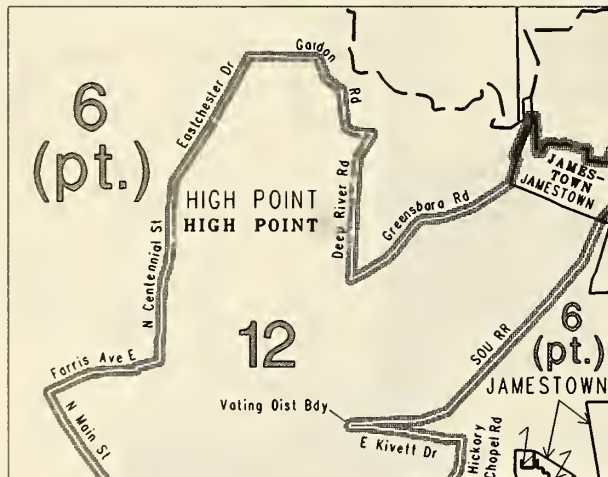 Gordon
Rd
Eastchester Dr
6
(pt.)
HIGH POINT
HIGH POINT
JAMES-
TOWN
JAMESTOWN
Deep River Rd
Greensboro Rd
N Centennial St
12
SOU RR
6
(pt.)
JAMESTOWN
Farris Ave E
N Main St
Voting Dist Bdy
E Kivett Dr
Hickory
Chapel Rd